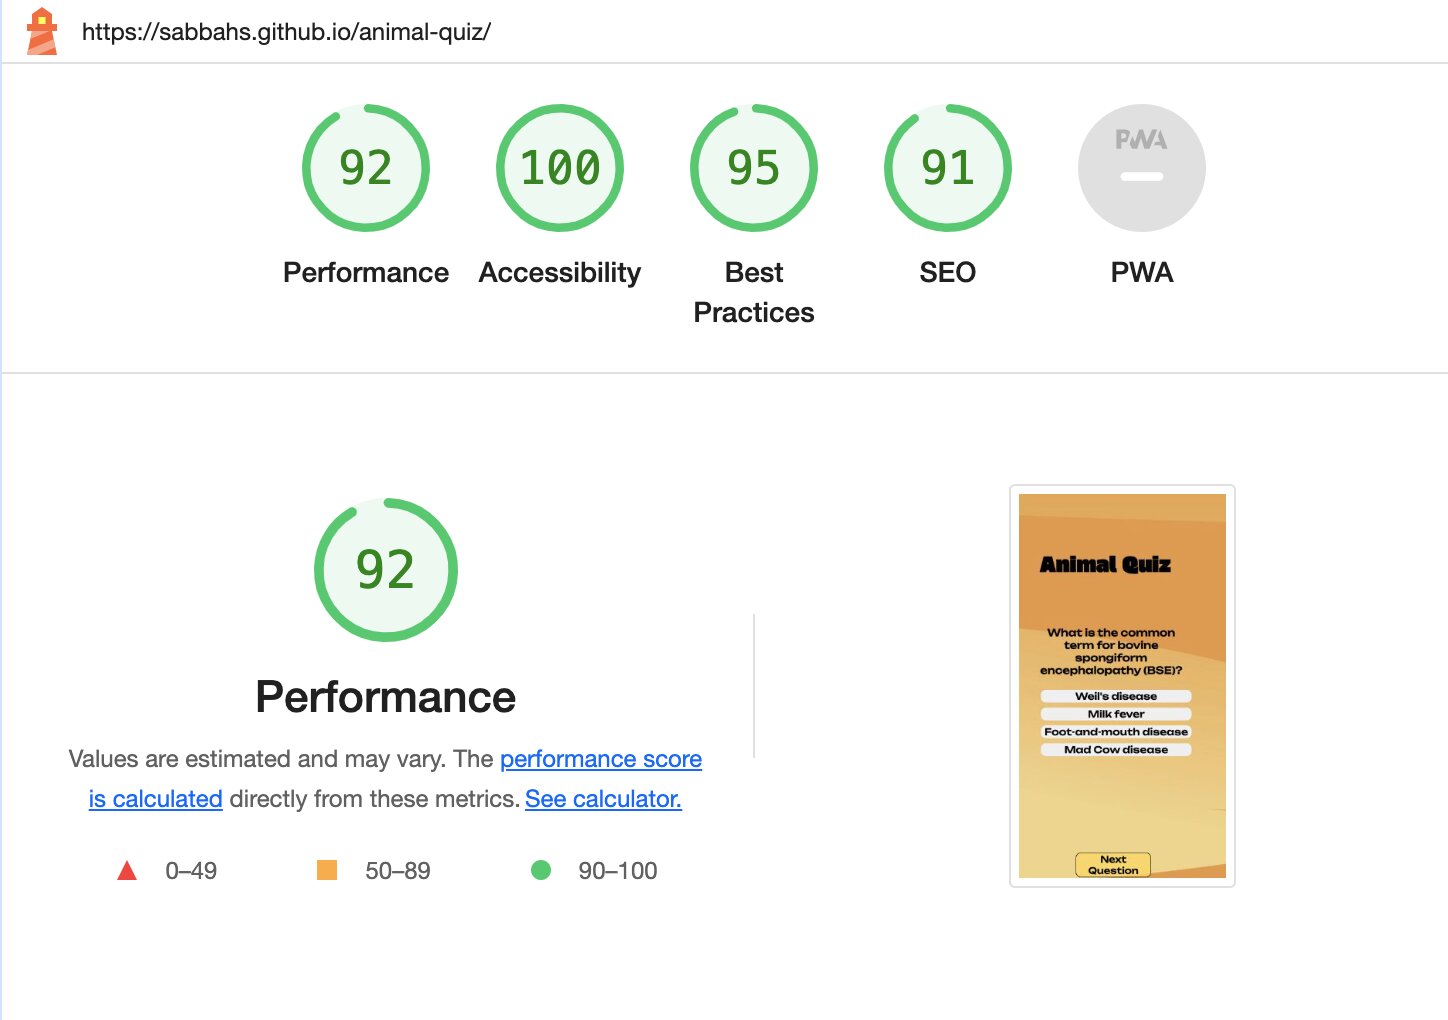 https://sabbahs.github.io/animal-quiz/
92
100
95
91
PWA
Performance
Accessibility
Best
Practices
SEO
PWA
92
Performance
Values are estimated and may vary. The performance score
is calculated directly from these metrics. See calculator.
0–49
50–89
90–100
Animal Quiz
What is the common
term for bovine
spongiform
encephalopathy (BSE)?
Weil's disease
Milk fever
Foot-and-mouth disease
Mad Cow disease
Next
Question